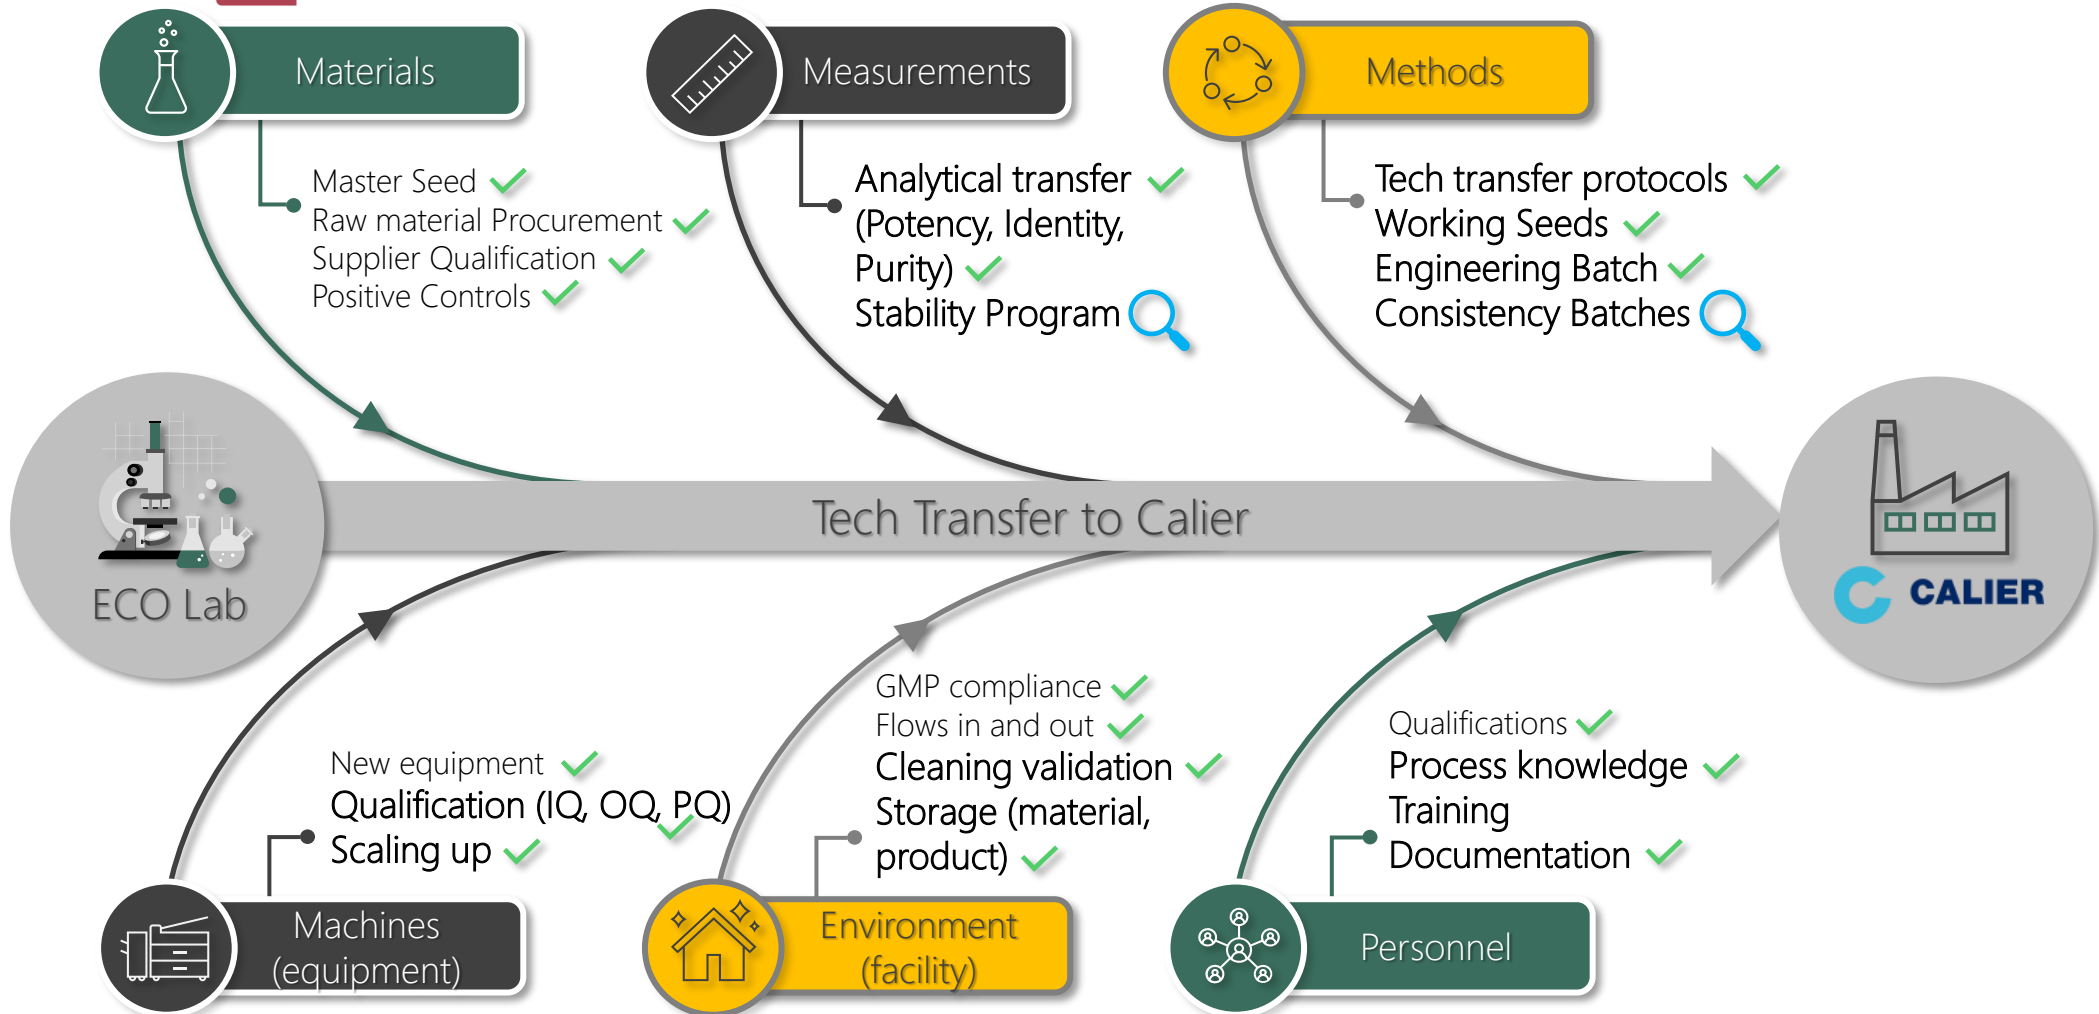 Materials
Measurements
Methods
Master Seed
Raw material Procurement
Supplier Qualification
Positive Controls
Analytical transfer
(Potency, Identity,
Purity)
Stability Program
Tech transfer protocols
Working Seeds
Engineering Batch
Consistency Batches
ECO Lab
Tech Transfer to Calier
CALIER
New equipment
Qualification (IQ, OQ, PQ)
Scaling up
GMP compliance
Flows in and out
Cleaning validation
Storage (material,
product)
Qualifications
Process knowledge
Training
Documentation
Machines
(equipment)
Environment
(facility)
Personnel